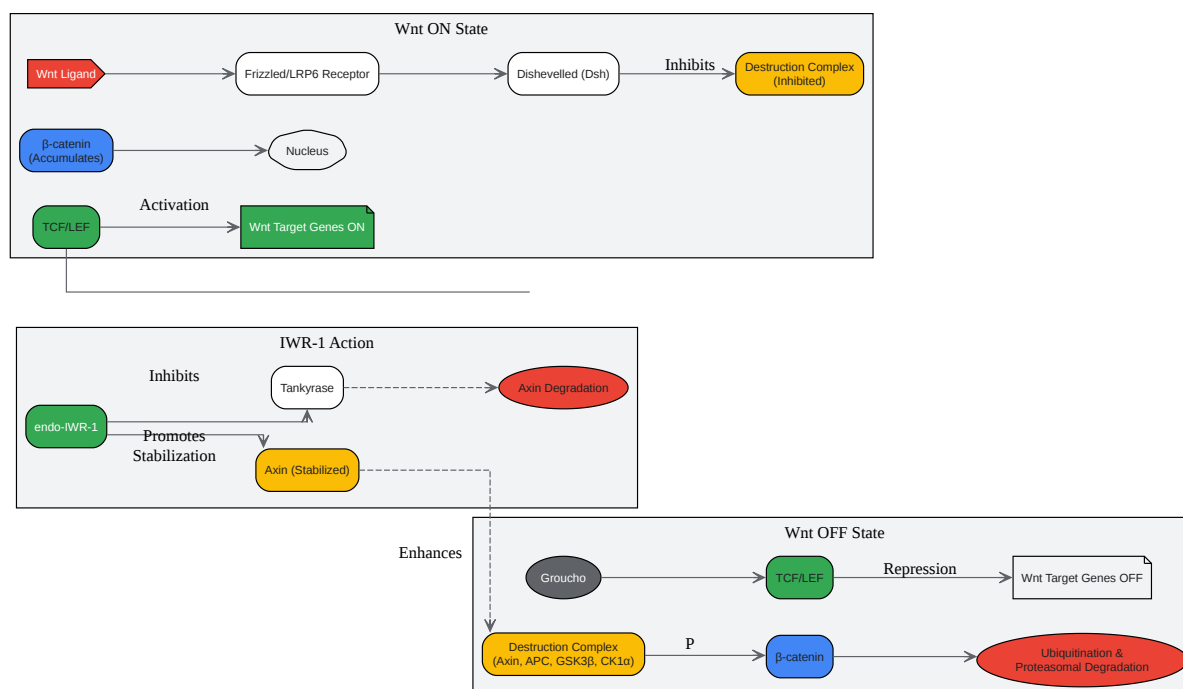 Wnt ON State
Wnt Ligand
Frizzled/LRP6 Receptor
Dishevelled (Dsh)
Inhibits
Destruction Complex
(Inhibited)
β-catenin
(Accumulates)
Nucleus
Activation
TCF/LEF
Wnt Target Genes ON
IWR-1 Action
Inhibits
Tankyrase
Axin Degradation
endo-IWR-1
Promotes
Stabilization
Axin (Stabilized)
Enhances
Wnt OFF State
Groucho
TCF/LEF
Repression
Wnt Target Genes OFF
Destruction Complex
(Axin, APC, GSK3β, CK1α)
P
β-catenin
Ubiquitination &
Proteasomal Degradation